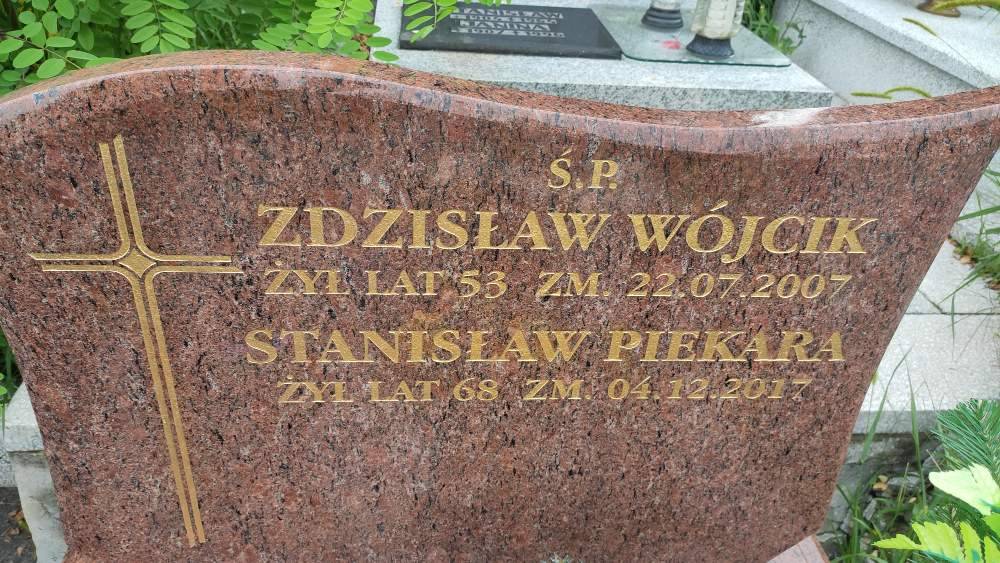 Ś.P.
ZDZISŁAW WÓJCIK
ŻYŁ LAT 53 ZM. 22.07.2007
STANISŁAW PIEKARA
ŻYŁ LAT 68 ZM. 04.12.2017